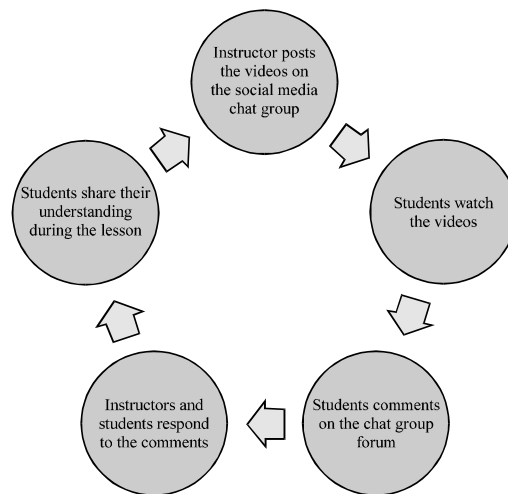 Instructor posts
the videos on
the social media
chat group
Students watch
the videos
Students comments
on the chat group
forum
Instructors and
students respond
to the comments
Students share their
understanding
during the lesson